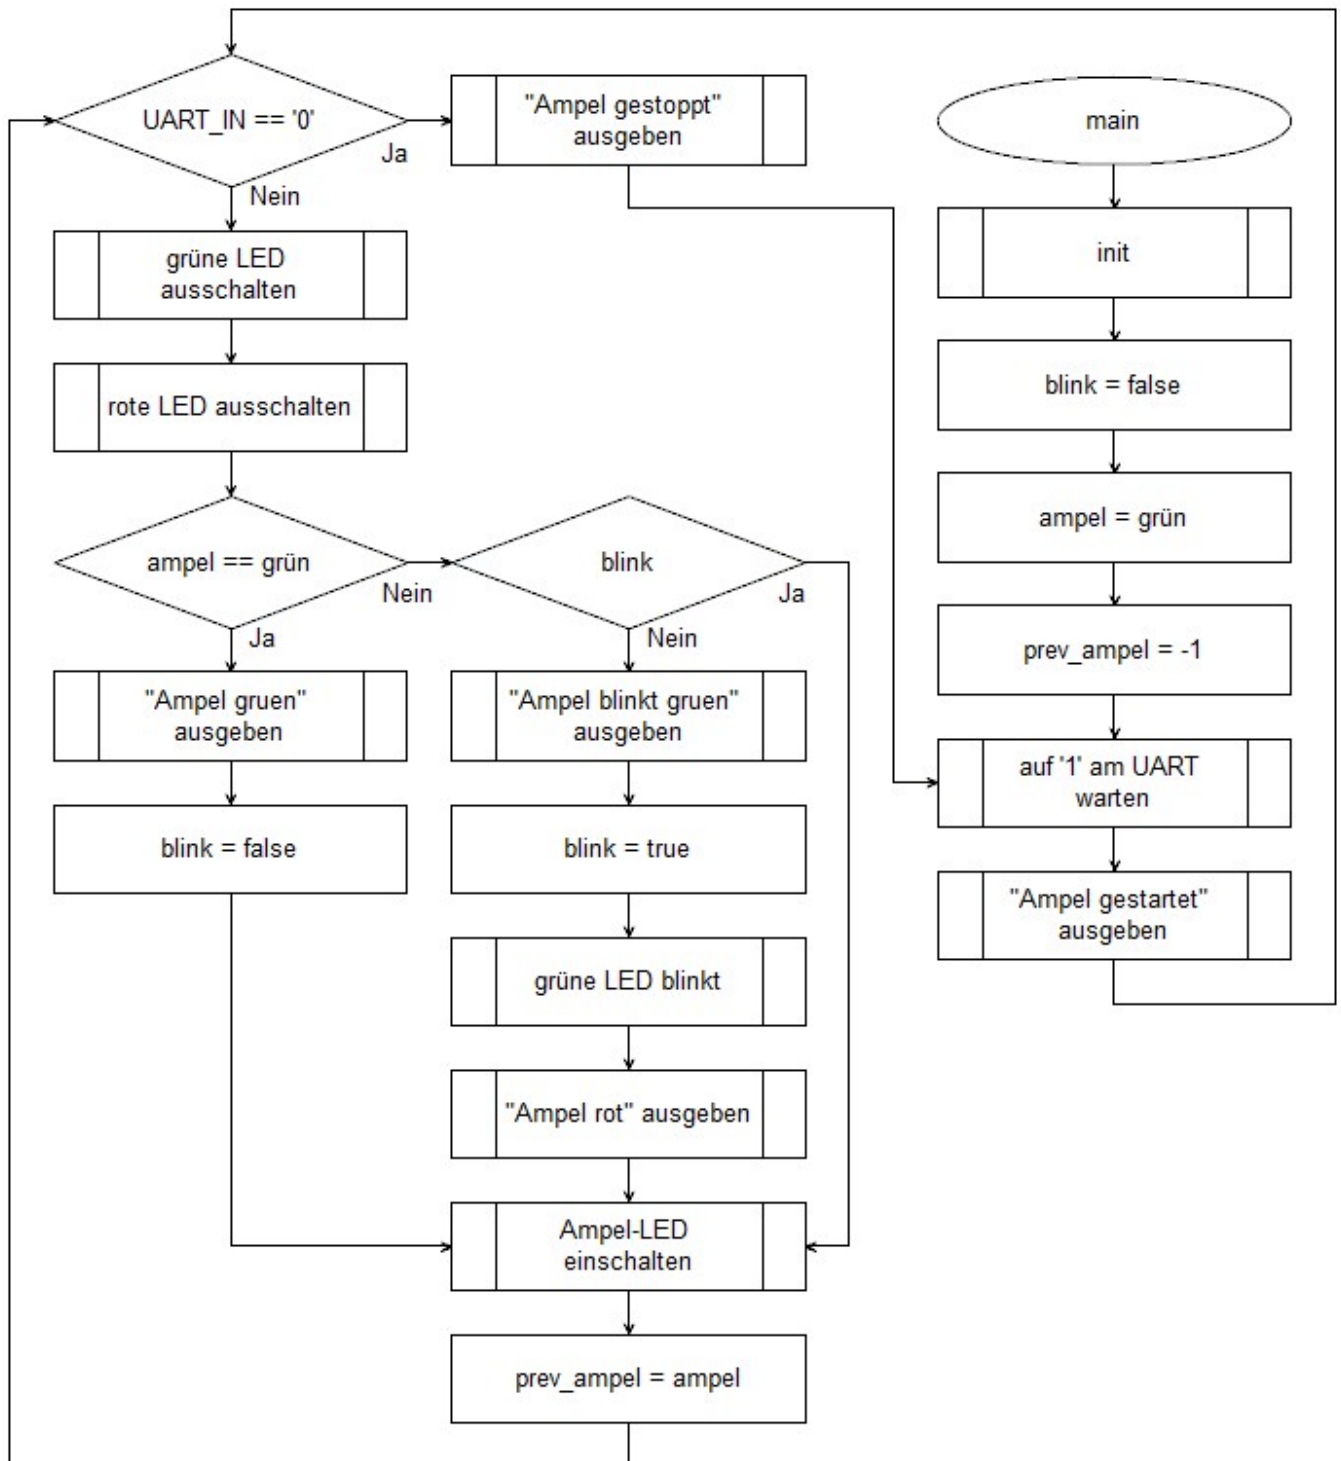 UART_IN == '0'
Ja
Nein
"Ampel gestoppt"
ausgeben
grüne LED
ausschalten
rote LED ausschalten
ampel == grün
Nein
Ja
blink
Ja
Nein
"Ampel gruen"
ausgeben
blink = false
"Ampel blinkt gruen"
ausgeben
blink = true
grüne LED blinkt
"Ampel rot" ausgeben
Ampel-LED
einschalten
prev_ampel = ampel
main
init
blink = false
ampel = grün
prev_ampel = -1
auf '1' am UART
warten
"Ampel gestartet"
ausgeben